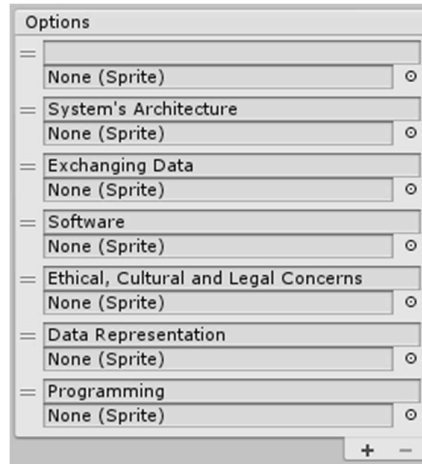 Options
None (Sprite)
System's Architecture
None (Sprite)
Exchanging Data
None (Sprite)
Software
None (Sprite)
Ethical, Cultural and Legal Concerns
None (Sprite)
Data Representation
None (Sprite)
Programming
None (Sprite)